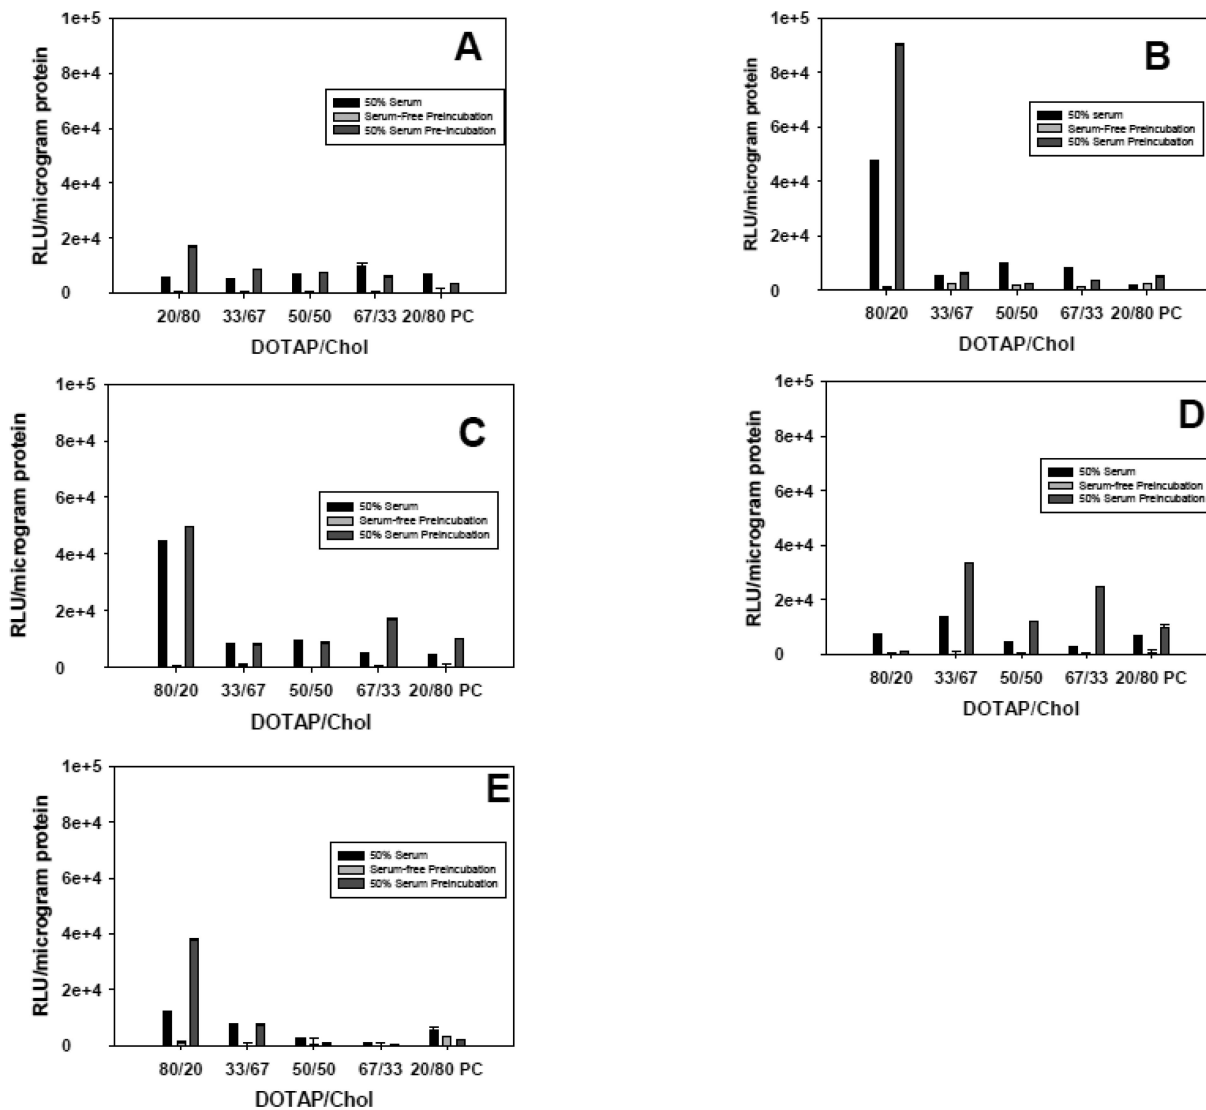 A
RLU/microgram protein
1e+5
8e+4
6e+4
4e+4
2e+4
0
50% Serum
Serum-Free Preincubation
50% Serum Pre-incubation
20/80 33/67 50/50 67/33 20/80 PC
DOTAP/Chol
B
RLU/microgram protein
1e+5
8e+4
6e+4
4e+4
2e+4
0
50% serum
Serum-Free Preincubation
50% Serum Preincubation
80/20 33/67 50/50 67/33 20/80 PC
DOTAP/Chol
C
RLU/microgram protein
1e+5
8e+4
6e+4
4e+4
2e+4
0
50% Serum
Serum-free Preincubation
50% Serum Preincubation
80/20 33/67 50/50 67/33 20/80 PC
DOTAP/Chol
D
RLU/microgram protein
1e+5
8e+4
6e+4
4e+4
2e+4
0
50% Serum
Serum-free Preincubation
50% Serum Preincubation
80/20 33/67 50/50 67/33 20/80 PC
DOTAP/Chol
E
RLU/microgram protein
1e+5
8e+4
6e+4
4e+4
2e+4
0
50% Serum
Serum-free Preincubation
50% Serum Preincubation
80/20 33/67 50/50 67/33 20/80 PC
DOTAP/Chol